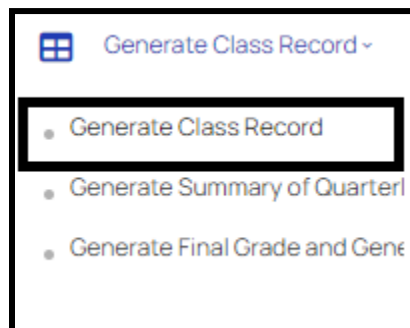 Generate Class Record
Generate Class Record
Generate Summary of Quarterl
Generate Final Grade and Gene